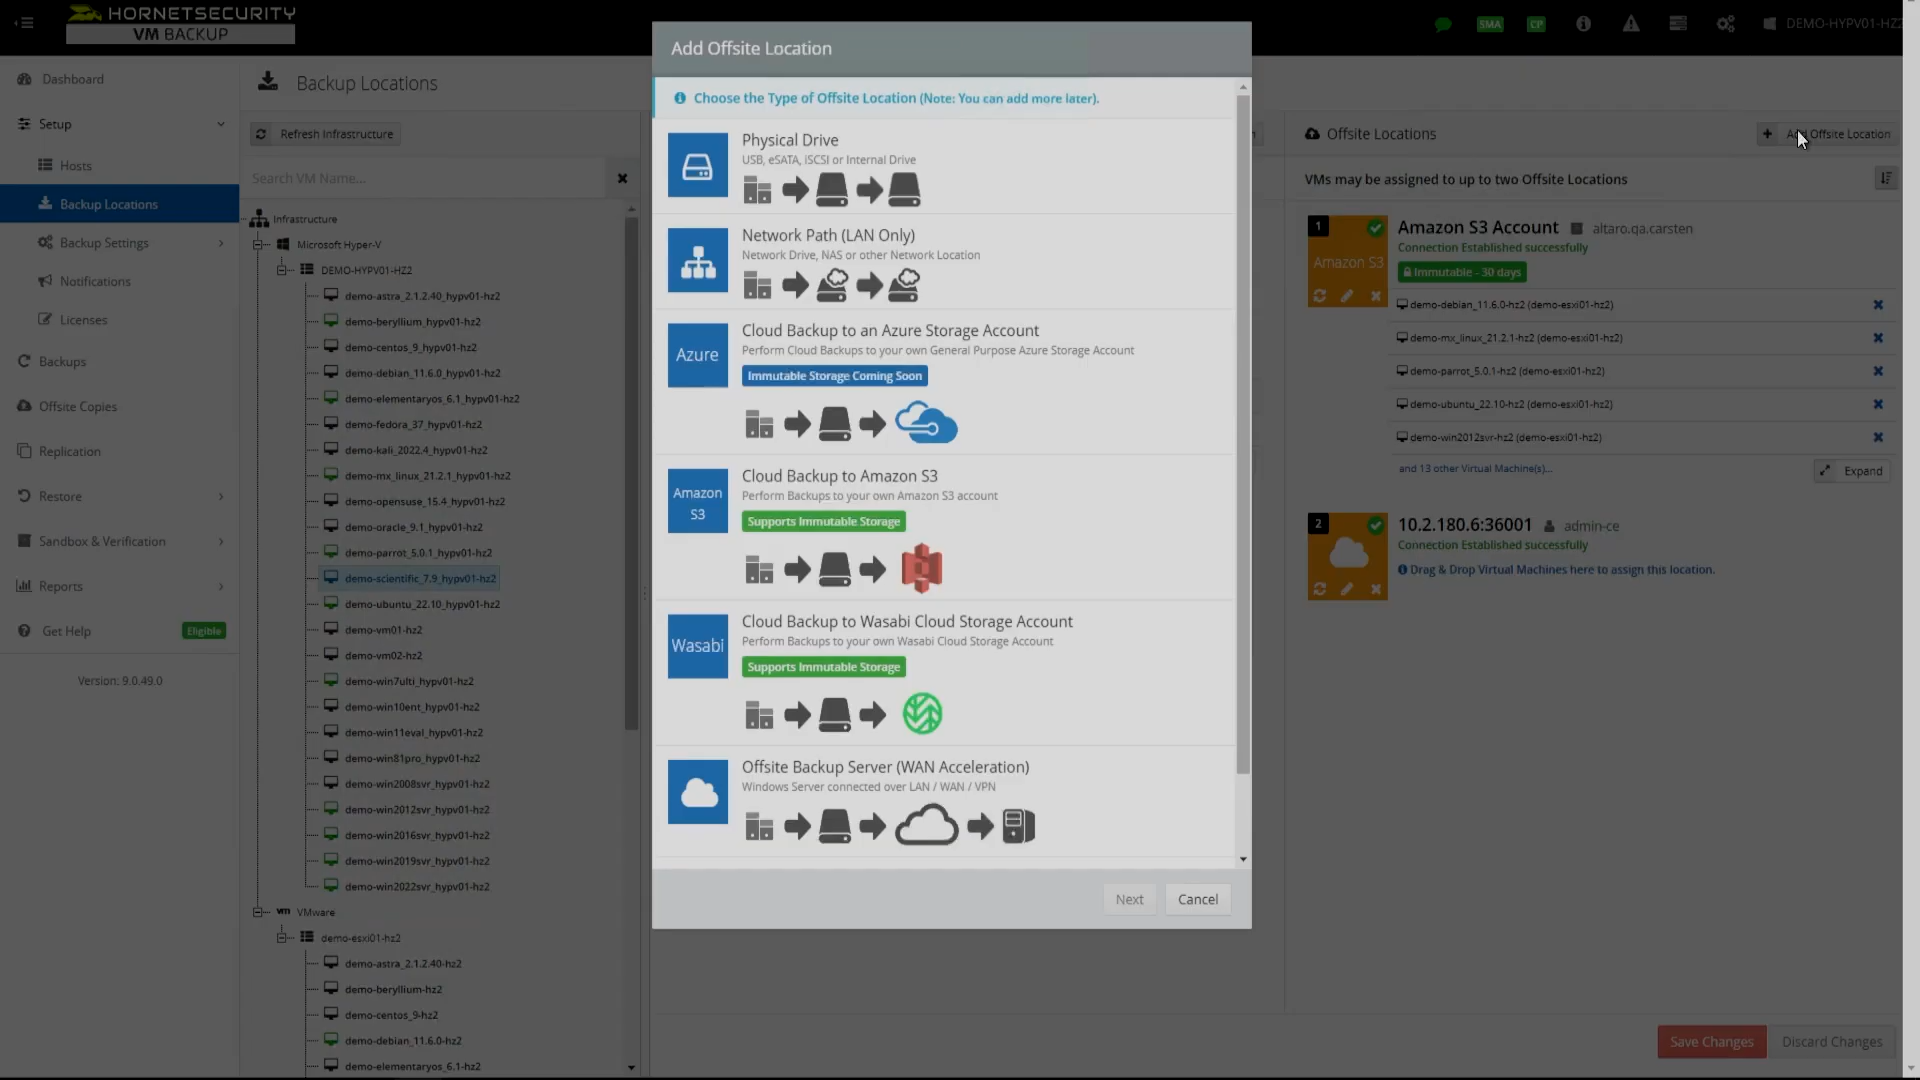 HORNETSECURITY
VM BACKUP
SMA
CP
DEMO-HYPV01-HZ2
Dashboard
Setup
Hosts
Backup Locations
Backup Settings
Notifications
Licenses
Backups
Offsite Copies
Replication
Restore
Sandbox & Verification
Reports
Get Help
Eligible
Version: 9.0.49.0
Backup Locations
Refresh Infrastructure
Search VM Name...
Infrastructure
Microsoft Hyper-V
DEMO-HYPV01-HZ2
demo-astra_2.1.2.40_hypv01-hz2
demo-beryllium_hypv01-hz2
demo-centos_9_hypv01-hz2
demo-debian_11.6.0_hypv01-hz2
demo-elementaryos_6.1_hypv01-hz2
demo-fedora_37_hypv01-hz2
demo-kali_2022.4_hypv01-hz2
demo-mx_linux_21.2.1_hypv01-hz2
demo-opensuse_15.4_hypv01-hz2
demo-oracle_9.1_hypv01-hz2
demo-parrot_5.0.1_hypv01-hz2
demo-scientific_7.9_hypv01-hz2
demo-ubuntu_22.10_hypv01-hz2
demo-vm01-hz2
demo-vm02-hz2
demo-win7ulti_hypv01-hz2
demo-win10ent_hypv01-hz2
demo-win11eval_hypv01-hz2
demo-win81pro_hypv01-hz2
demo-win2008svr_hypv01-hz2
demo-win2012svr_hypv01-hz2
demo-win2016svr_hypv01-hz2
demo-win2019svr_hypv01-hz2
demo-win2022svr_hypv01-hz2
vm VMware
demo-esxi01-hz2
demo-astra_2.1.2.40-hz2
demo-beryllium-hz2
demo-centos_9-hz2
demo-debian_11.6.0-hz2
demo-elementaryos_6.1-hz2
Add Offsite Location
Choose the Type of Offsite Location (Note: You can add more later).
Physical Drive
USB, eSATA, iSCSI or Internal Drive
Network Path (LAN Only)
Network Drive, NAS or other Network Location
Azure
Cloud Backup to an Azure Storage Account
Perform Cloud Backups to your own General Purpose Azure Storage Account
Immutable Storage Coming Soon
Amazon
S3
Cloud Backup to Amazon S3
Perform Backups to your own Amazon S3 account
Supports Immutable Storage
Wasabi
Cloud Backup to Wasabi Cloud Storage Account
Perform Backups to your own Wasabi Cloud Storage Account
Supports Immutable Storage
Offsite Backup Server (WAN Acceleration)
Windows Server connected over LAN / WAN / VPN
Next
Cancel
Offsite Locations
Add Offsite Location
VMs may be assigned to up to two Offsite Locations
1
Amazon S3
Amazon S3 Account
altaro.qa.carsten
Connection Established successfully
Immutable - 30 days
demo-debian_11.6.0-hz2 (demo-esxi01-hz2)
demo-mx_linux_21.2.1-hz2 (demo-esxi01-hz2)
demo-parrot_5.0.1-hz2 (demo-esxi01-hz2)
demo-ubuntu_22.10-hz2 (demo-esxi01-hz2)
demo-win2012svr-hz2 (demo-esxi01-hz2)
and 13 other Virtual Machine(s)...
Expand
2
10.2.180.6:36001
admin-ce
Connection Established successfully
Drag & Drop Virtual Machines here to assign this location.
Save Changes
Discard Changes